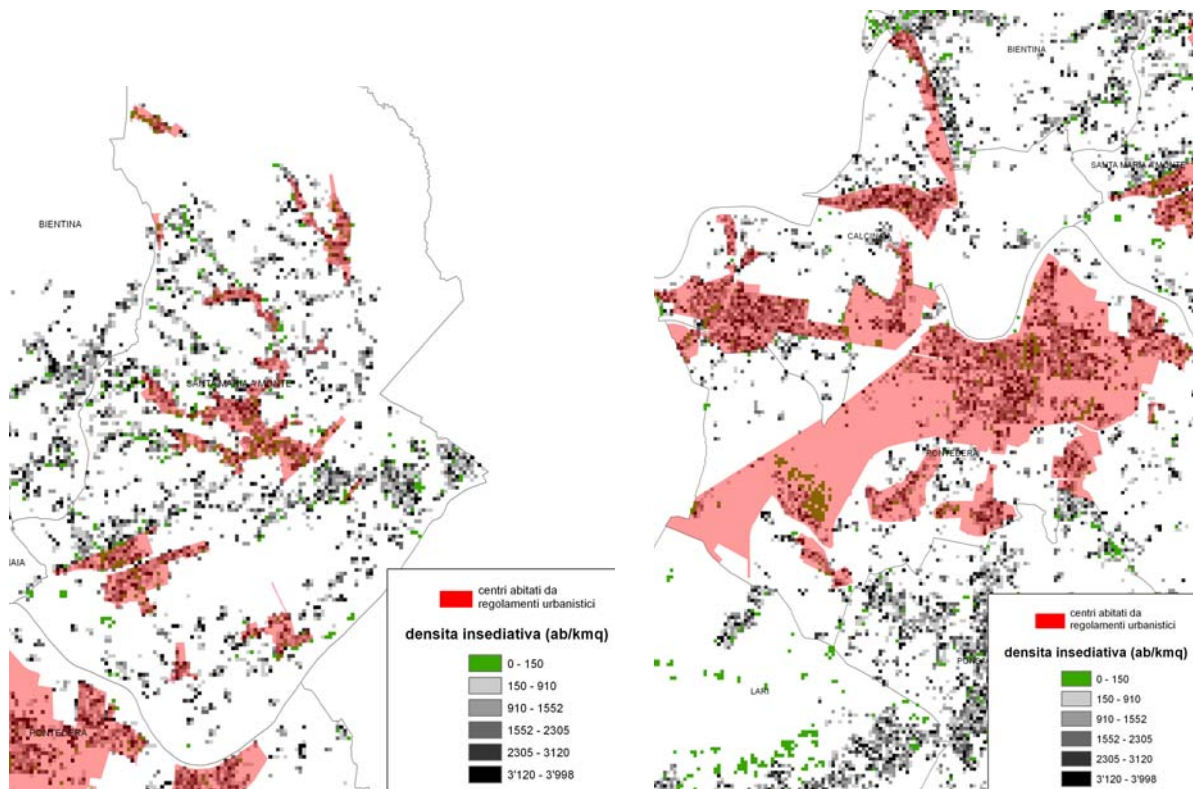 BIENTINA
SANTA MARIA A MONTE
PONTEDERA
centri abitati da
regolamenti urbanistici
densita insediativa (ab/kmq)
0 - 150
150 - 910
910 - 1552
1552 - 2305
2305 - 3120
3'120 - 3'998
BIENTINA
SANTA MARIA A MONTE
PONTEDERA
LARI
centri abitati da
regolamenti urbanistici
densita insediativa (ab/kmq)
0 - 150
150 - 910
910 - 1552
1552 - 2305
2305 - 3120
3'120 - 3'998